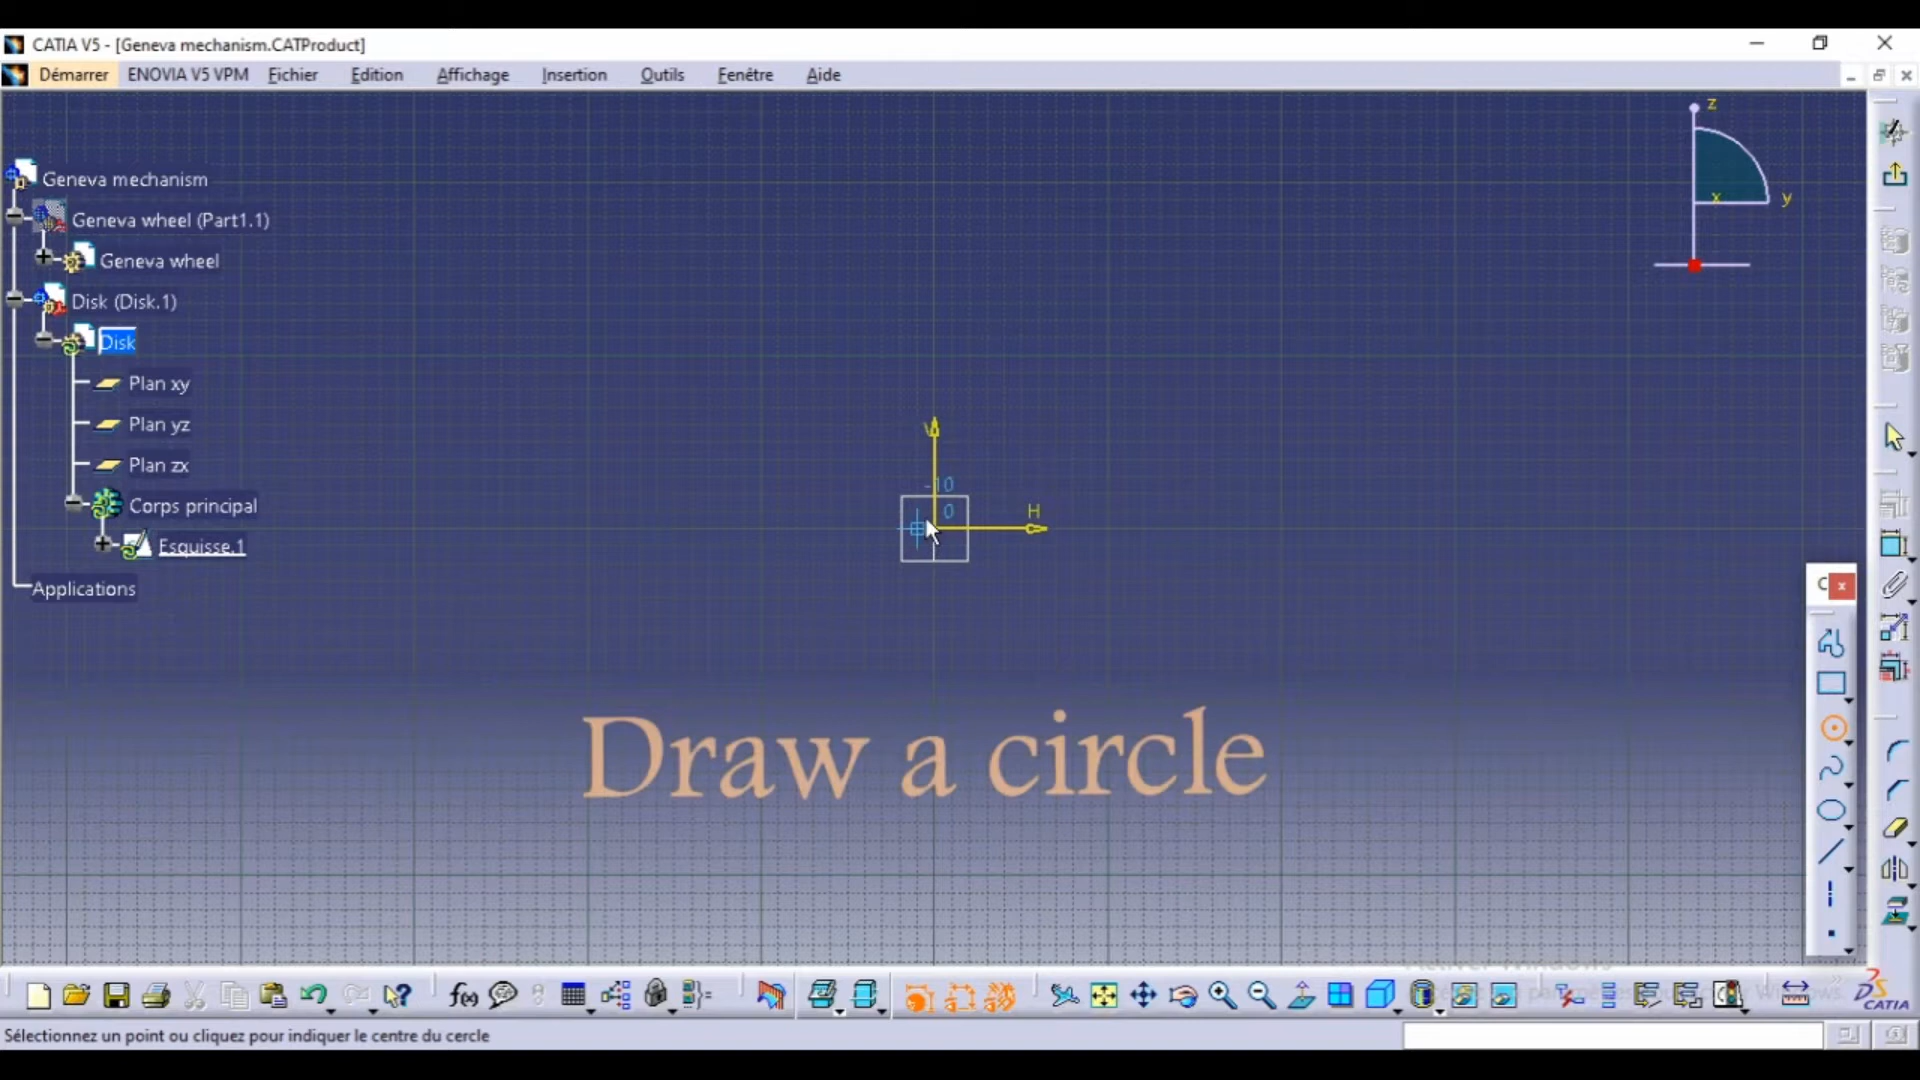 CATIA V5 - [Geneva mechanism.CATProduct]
Démarrer ENOVIA V5 VPM Fichier Edition Affichage Insertion Outils Fenêtre Aide
z
x y
Geneva mechanism
Geneva wheel (Part1.1)
Geneva wheel
Disk (Disk.1)
Disk
Plan xy
Plan yz
Plan zx
Corps principal
Esquisse.1
Applications
V
-10
0
H
C
Draw a circle
f(x)
CATIA
Sélectionnez un point ou cliquez pour indiquer le centre du cercle